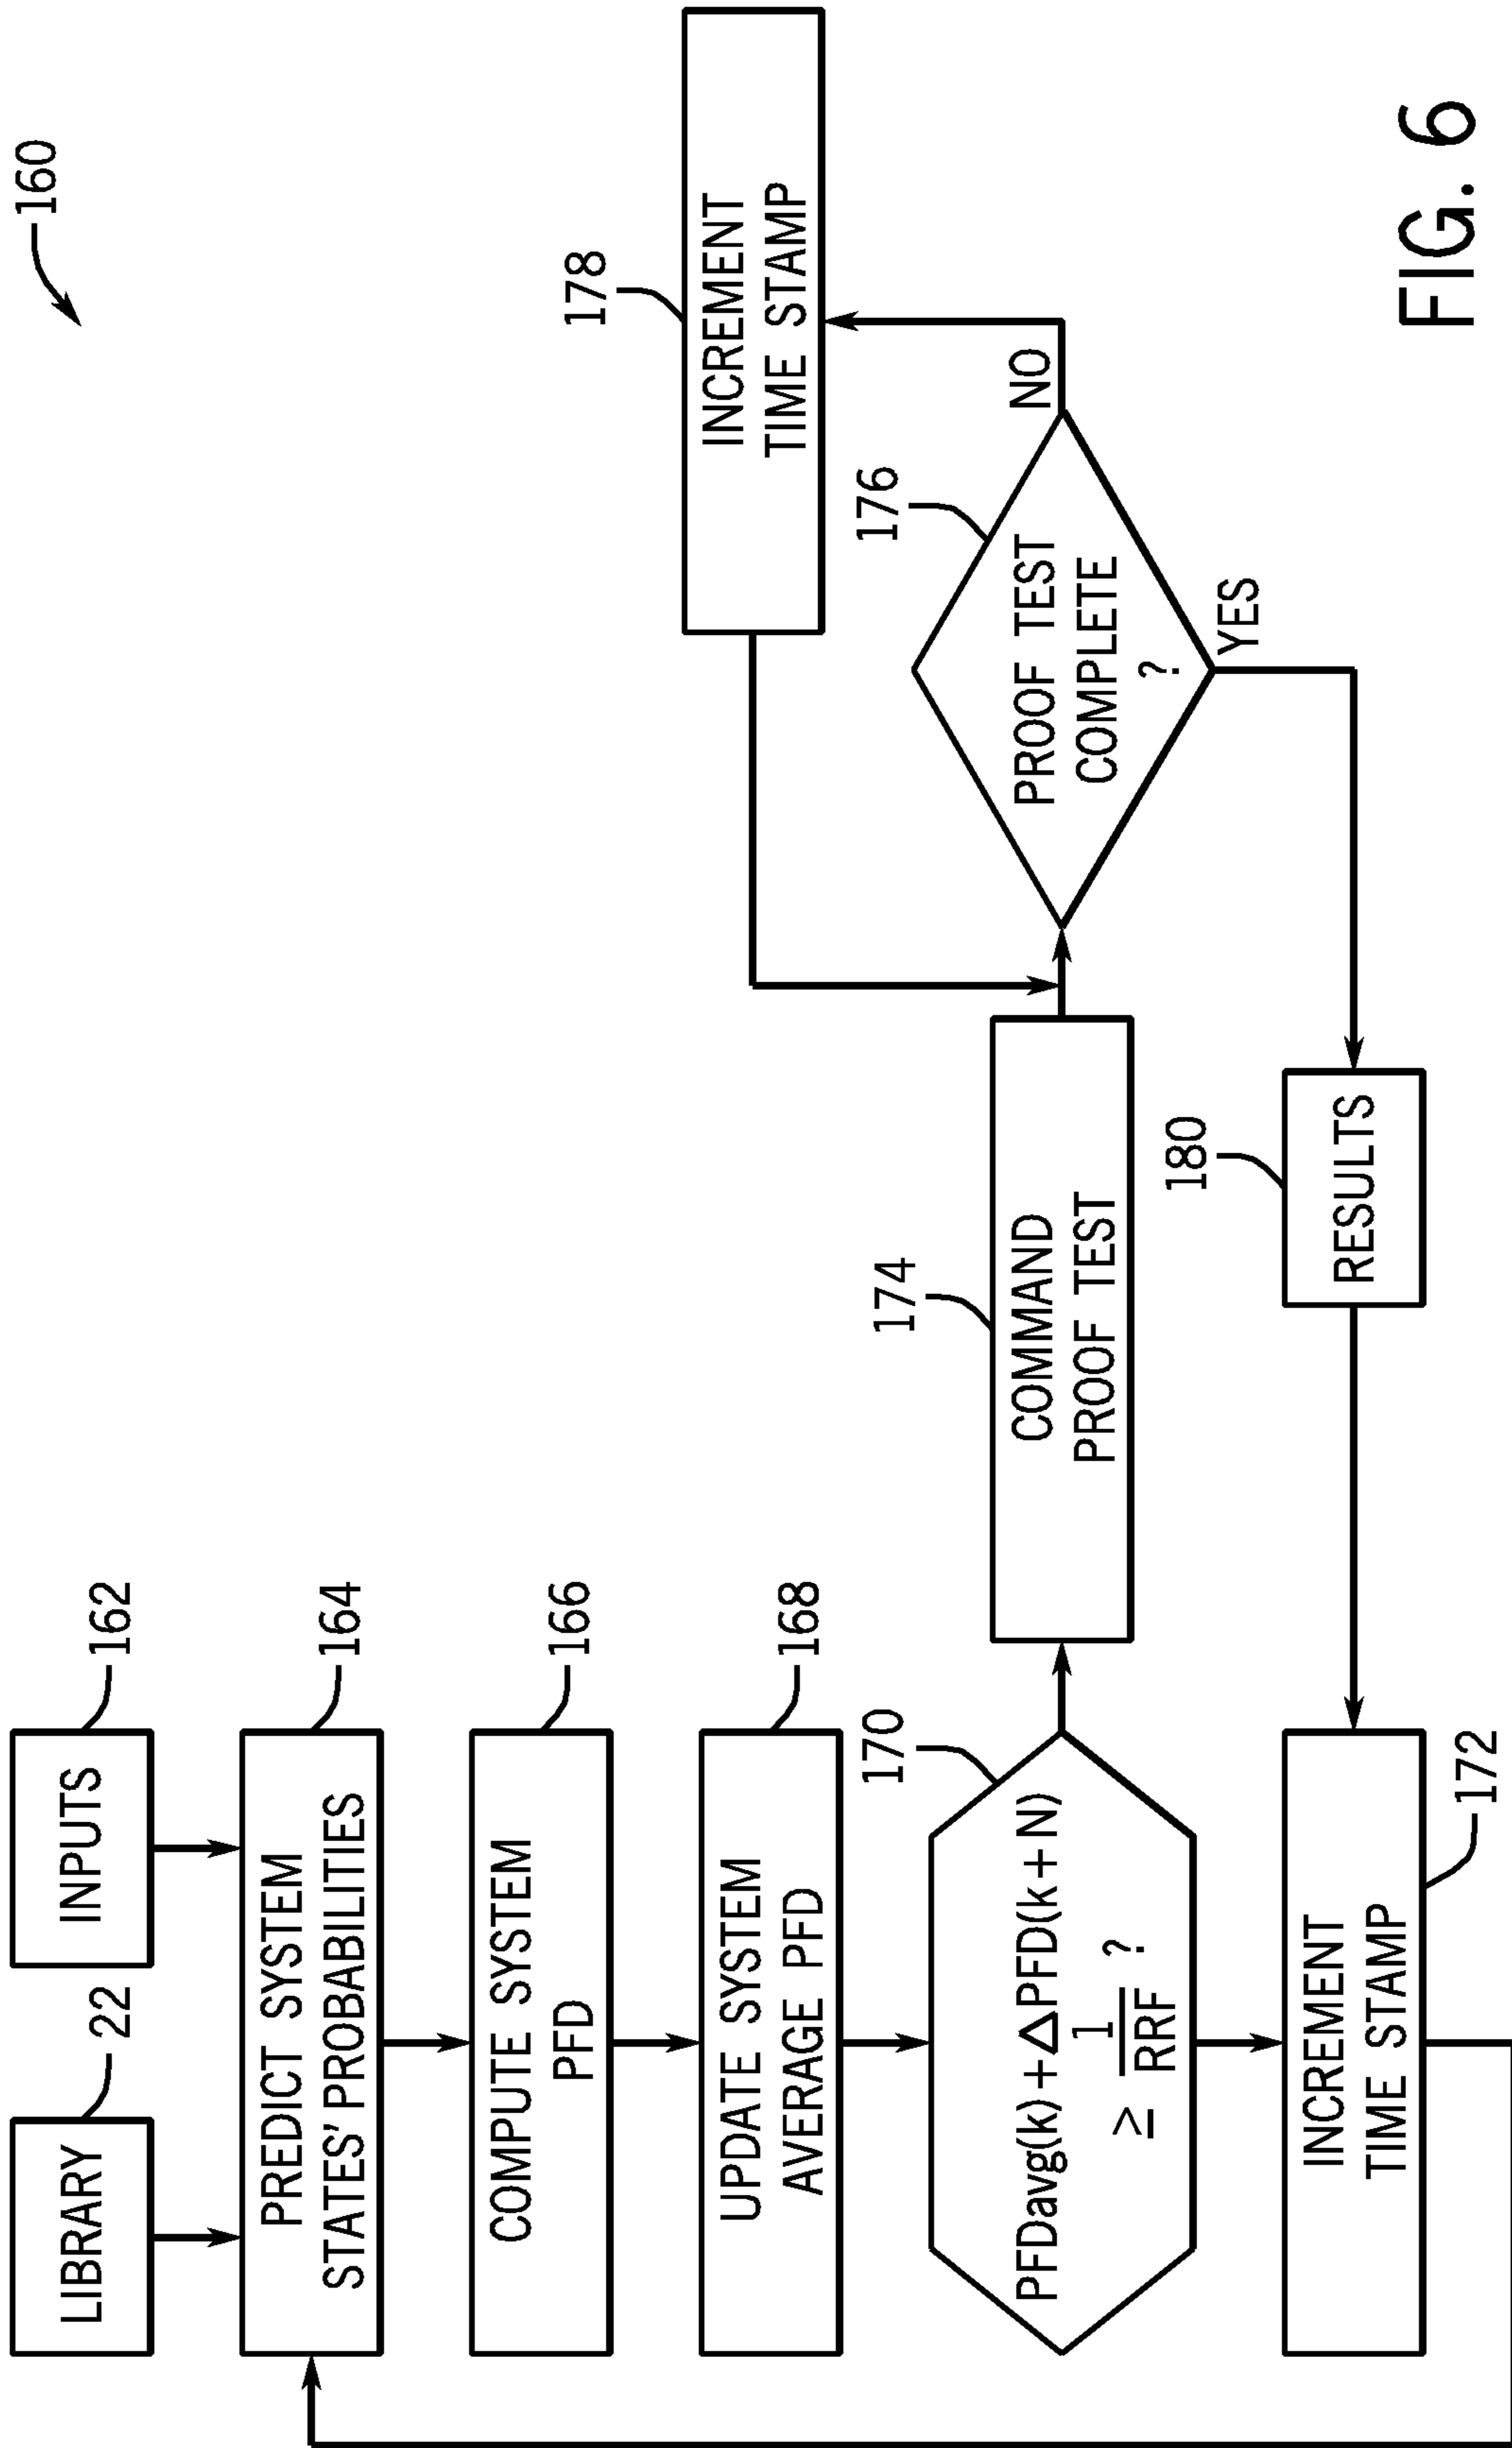 160
LIBRARY
22
INPUTS
162
PREDICT SYSTEM
STATES' PROBABILITIES
164
COMPUTE SYSTEM
PFD
166
UPDATE SYSTEM
AVERAGE PFD
168
PFDavg(k) + ΔPFD(k + N)
≥ 1/RRF ?
170
INCREMENT
TIME STAMP
172
COMMAND
PROOF TEST
174
PROOF TEST
COMPLETE
?
176
NO
YES
INCREMENT
TIME STAMP
178
RESULTS
180
FIG. 6